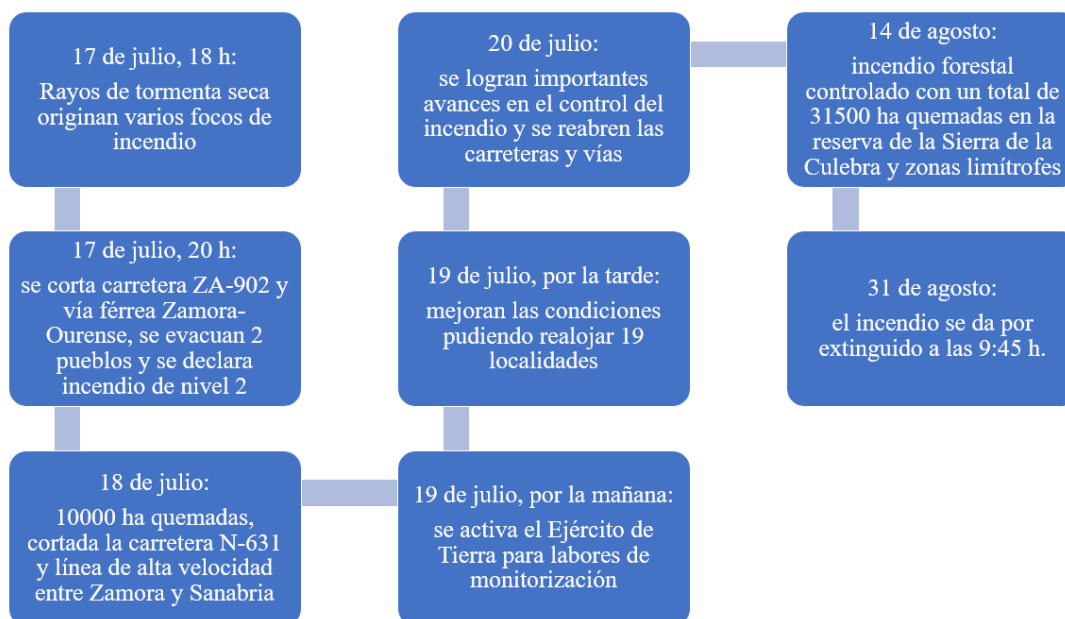 17 de julio, 18 h:
Rayos de tormenta seca
originan varios focos de
incendio
17 de julio, 20 h:
se corta carretera ZA-902 y
vía férrea Zamora-
Ourense, se evacuan 2
pueblos y se declara
incendio de nivel 2
18 de julio:
10000 ha quemadas,
cortada la carretera N-631
y línea de alta velocidad
entre Zamora y Sanabria
19 de julio, por la mañana:
se activa el Ejército de
Tierra para labores de
monitorización
19 de julio, por la tarde:
mejoran las condiciones
pudiendo realojar 19
localidades
20 de julio:
se logran importantes
avances en el control del
incendio y se reabren las
carreteras y vías
14 de agosto:
incendio forestal
controlado con un total de
31500 ha quemadas en la
reserva de la Sierra de la
Culebra y zonas limítrofes
31 de agosto:
el incendio se da por
extinguido a las 9:45 h.